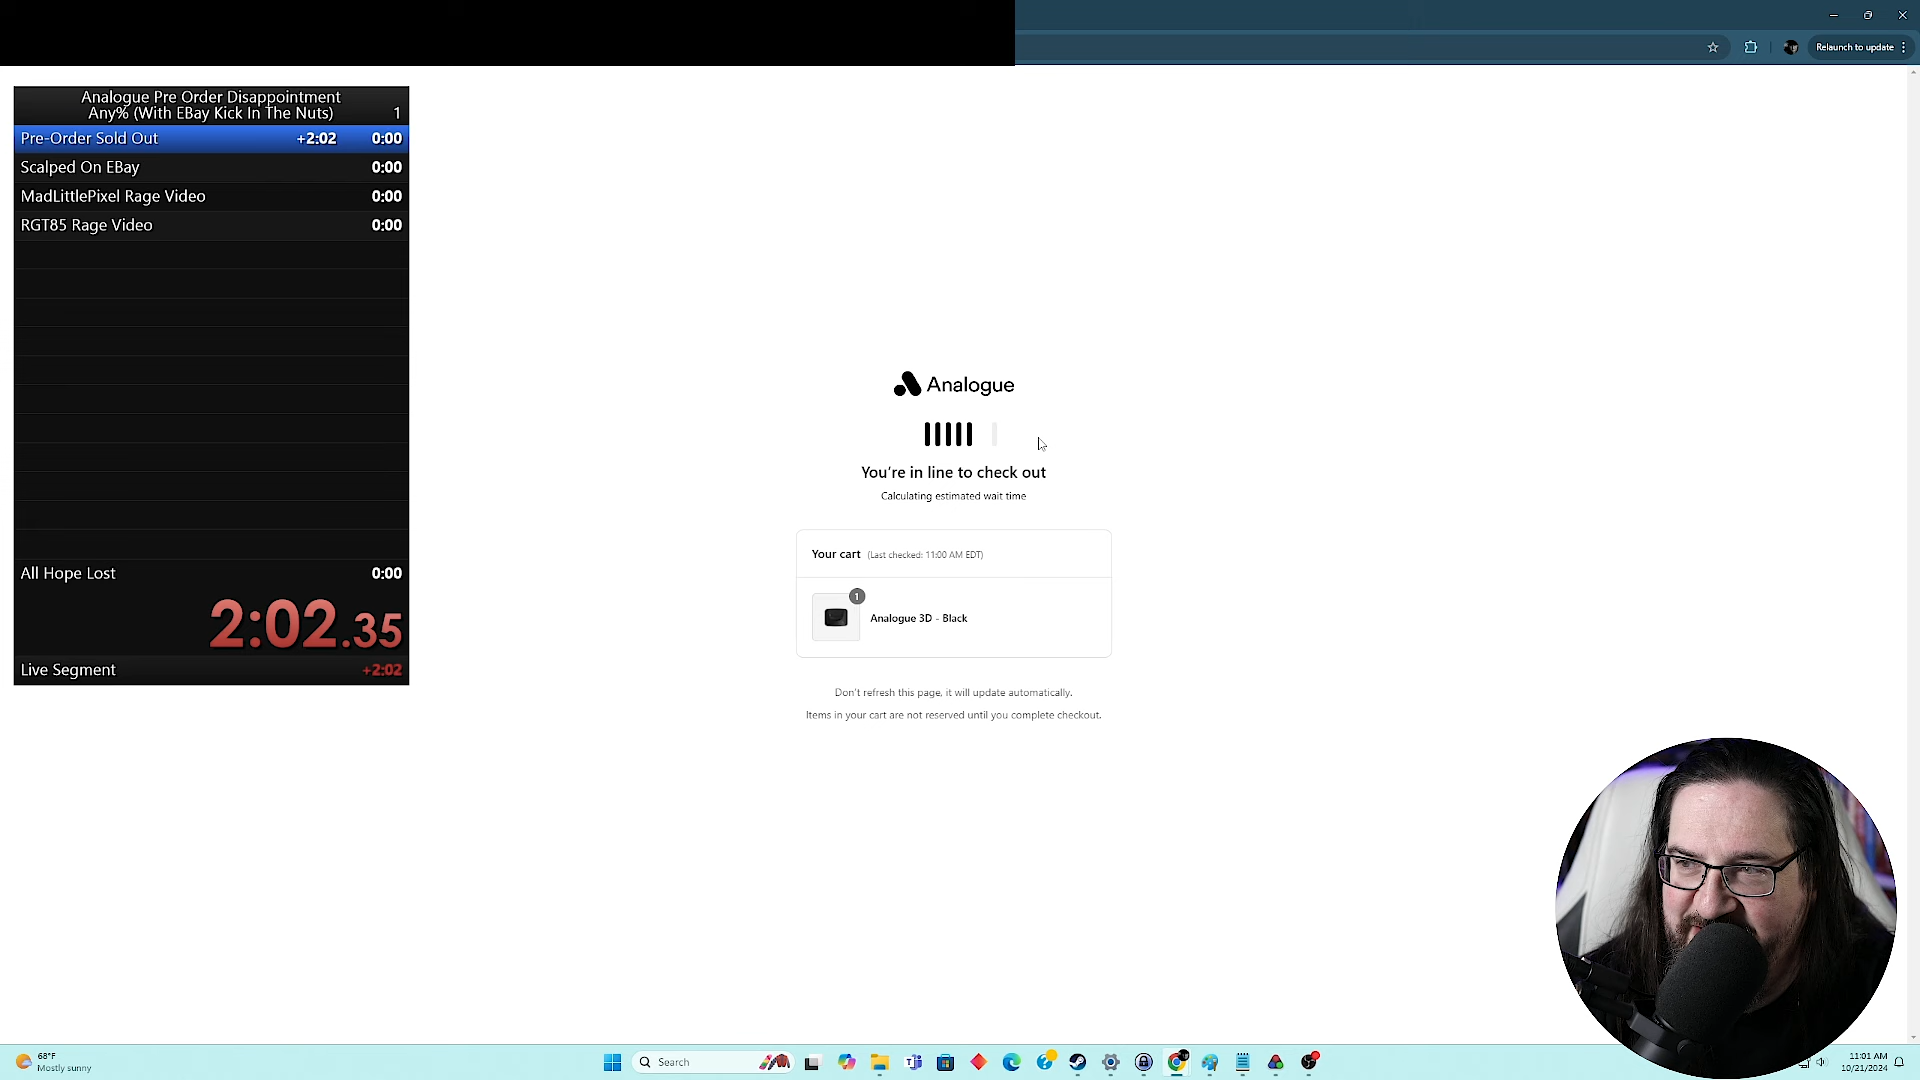 Relaunch to update
Analogue Pre Order Disappointment
Any% (With EBay Kick In The Nuts) 1
Pre-Order Sold Out +2:02 0:00
Scalped On EBay 0:00
MadLittlePixel Rage Video 0:00
RGT85 Rage Video 0:00
All Hope Lost 0:00
2:02.35
Live Segment +2:02
Analogue
You're in line to check out
Calculating estimated wait time
Your cart (Last checked: 11:00 AM EDT)
1
Analogue 3D - Black
Don't refresh this page, it will update automatically.
Items in your cart are not reserved until you complete checkout.
68°F
Mostly sunny
Search
11:01 AM
10/21/2024